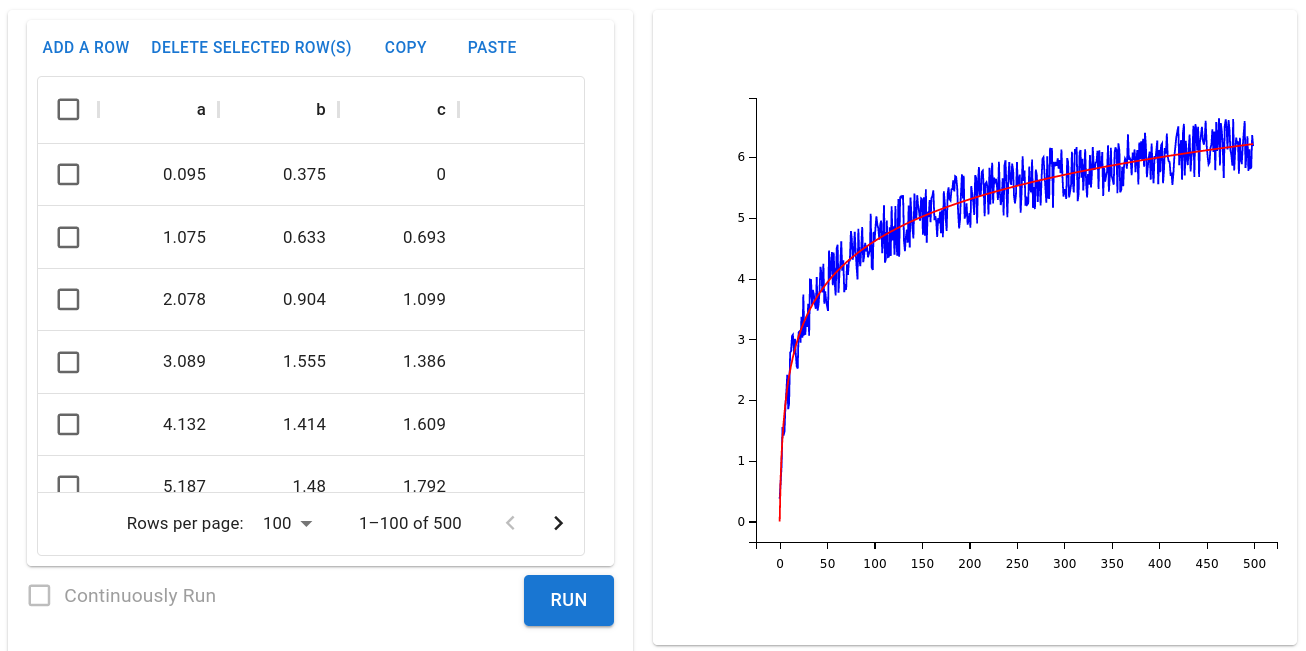 ADD A ROW DELETE SELECTED ROW(S) COPY PASTE
a b c
0.095 0.375 0
1.075 0.633 0.693
2.078 0.904 1.099
3.089 1.555 1.386
4.132 1.414 1.609
5.187 1.48 1.792
Rows per page: 100 1–100 of 500
Continuously Run
RUN
6
5
4
3
2
1
0
0 50 100 150 200 250 300 350 400 450 500